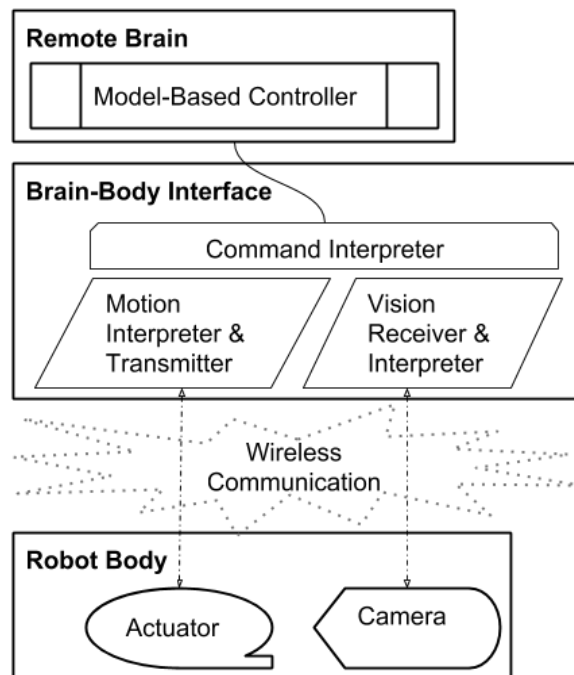 Remote Brain
Model-Based Controller
Brain-Body Interface
Command Interpreter
Motion
Interpreter &
Transmitter
Vision
Receiver &
Interpreter
Wireless
Communication
Robot Body
Actuator
Camera